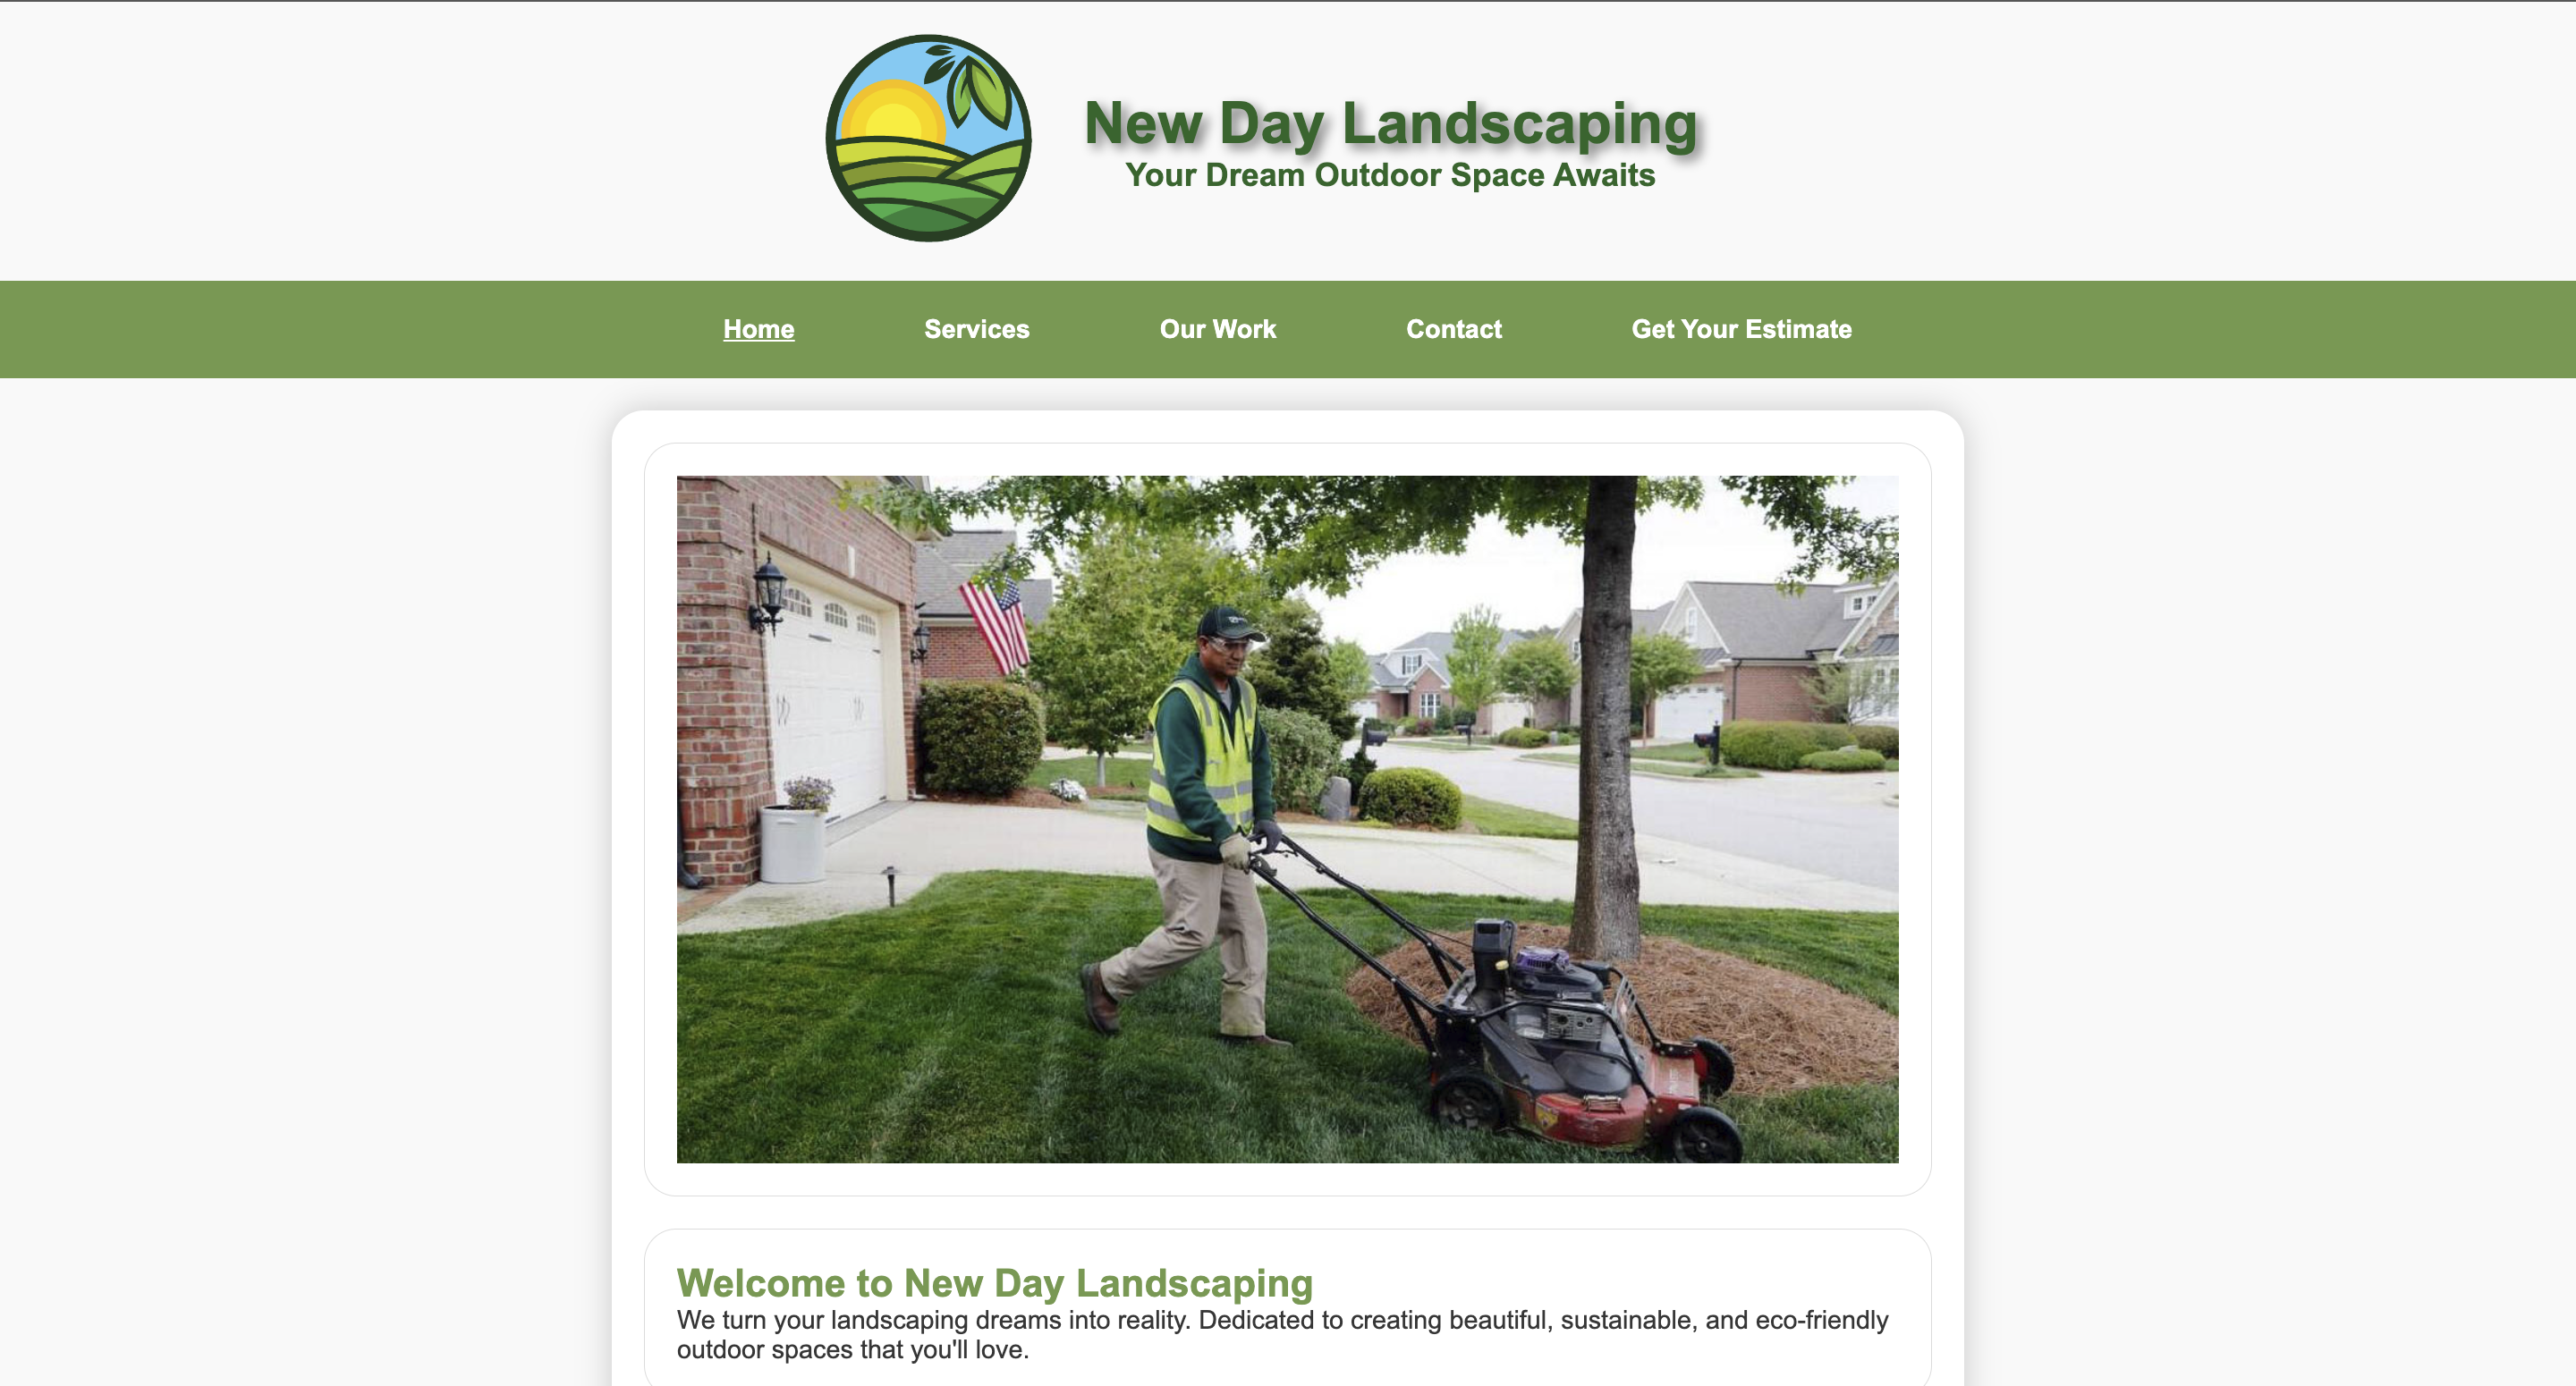 New Day Landscaping
Your Dream Outdoor Space Awaits
Home Services Our Work Contact Get Your Estimate
Welcome to New Day Landscaping
We turn your landscaping dreams into reality. Dedicated to creating beautiful, sustainable, and eco-friendly
outdoor spaces that you'll love.